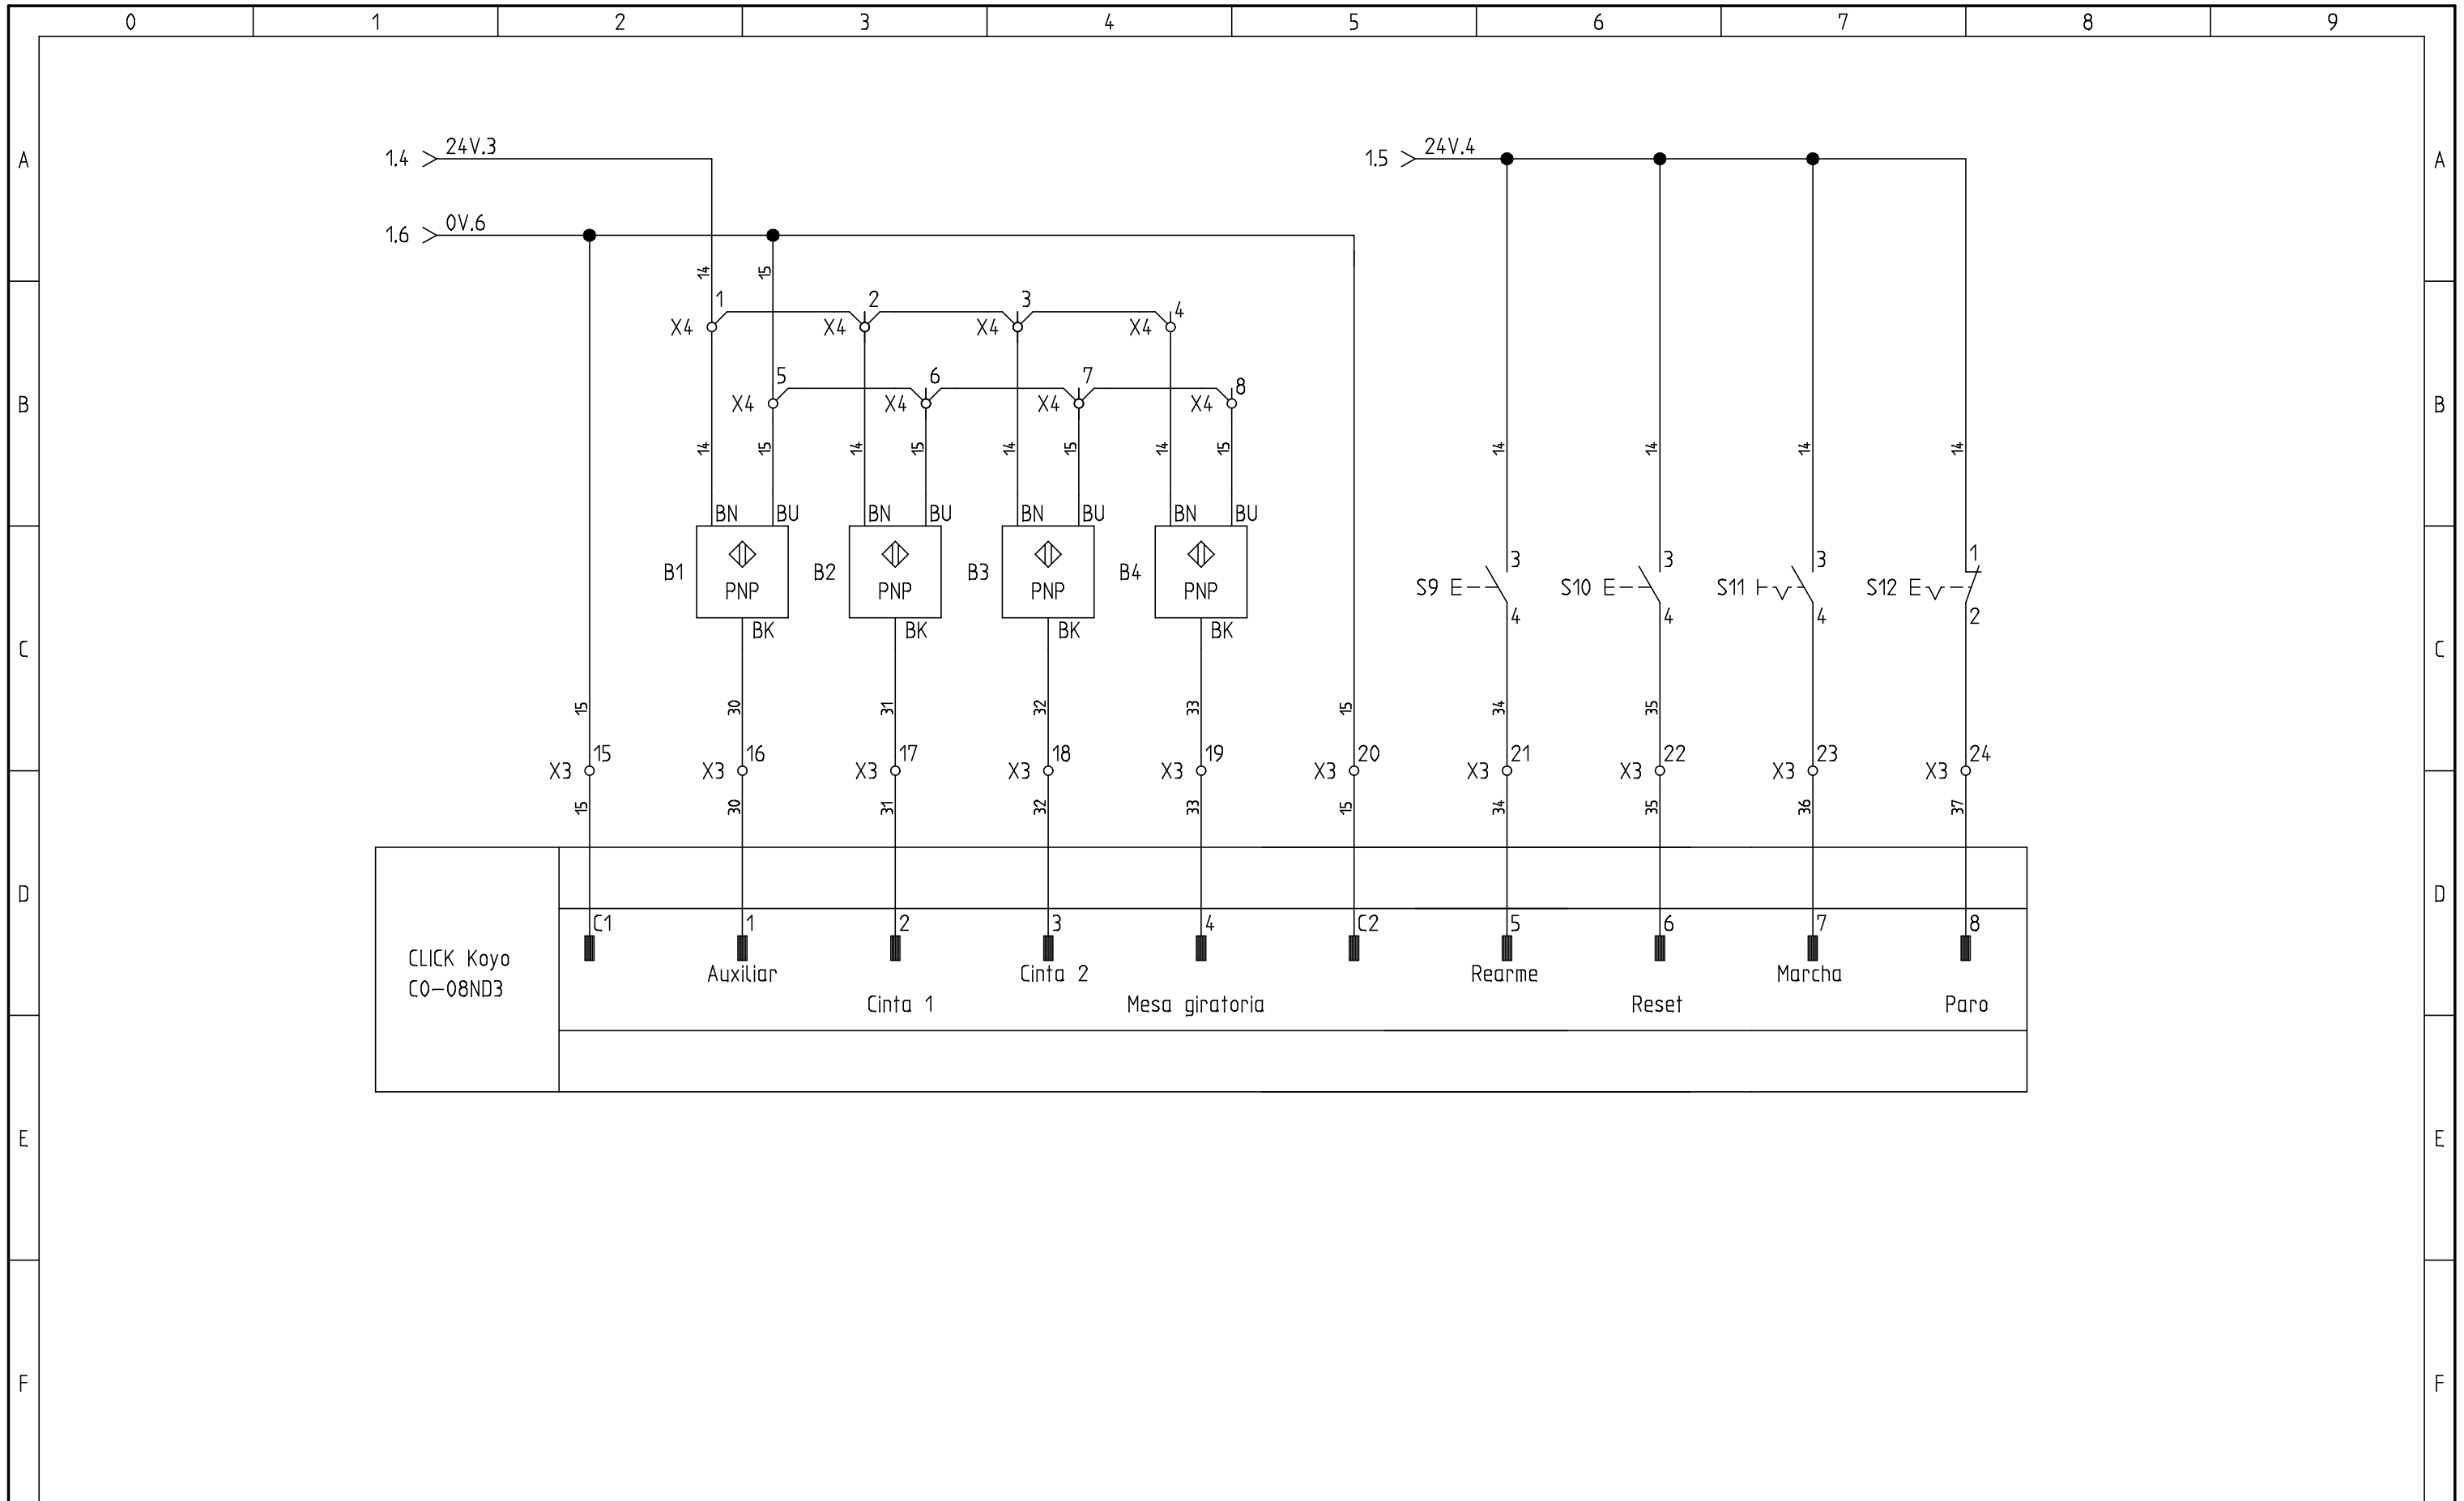 0 1 2 3 4 5 6 7 8 9
24V.3 24V.4
A 1.4 1.5 A
0V.6
1.6
14 15
1 2 3 4
X4 X4 X4 X4
5 6 7 8
B X4 X4 X4 X4 B
14 15 14 15 14 15 14 15 14 14 14 14
BN BU BN BU BN BU BN BU
3 3 3 1
B1 B2 B3 B4
PNP PNP PNP PNP S9 S10 S11 S12
4 4 4 2
BK BK BK BK
C C
15 30 31 32 33 15 34 35
15 16 17 18 19 20 21 22 23 24
X3 X3 X3 X3 X3 X3 X3 X3 X3 X3
15 30 31 32 33 15 34 35 36 37
D D
C1 1 2 3 4 C2 5 6 7 8
CLICK Koyo
Auxiliar Cinta 2 Rearme Marcha
C0-08ND3
Cinta 1 Mesa giratoria Reset Paro
E E
F F